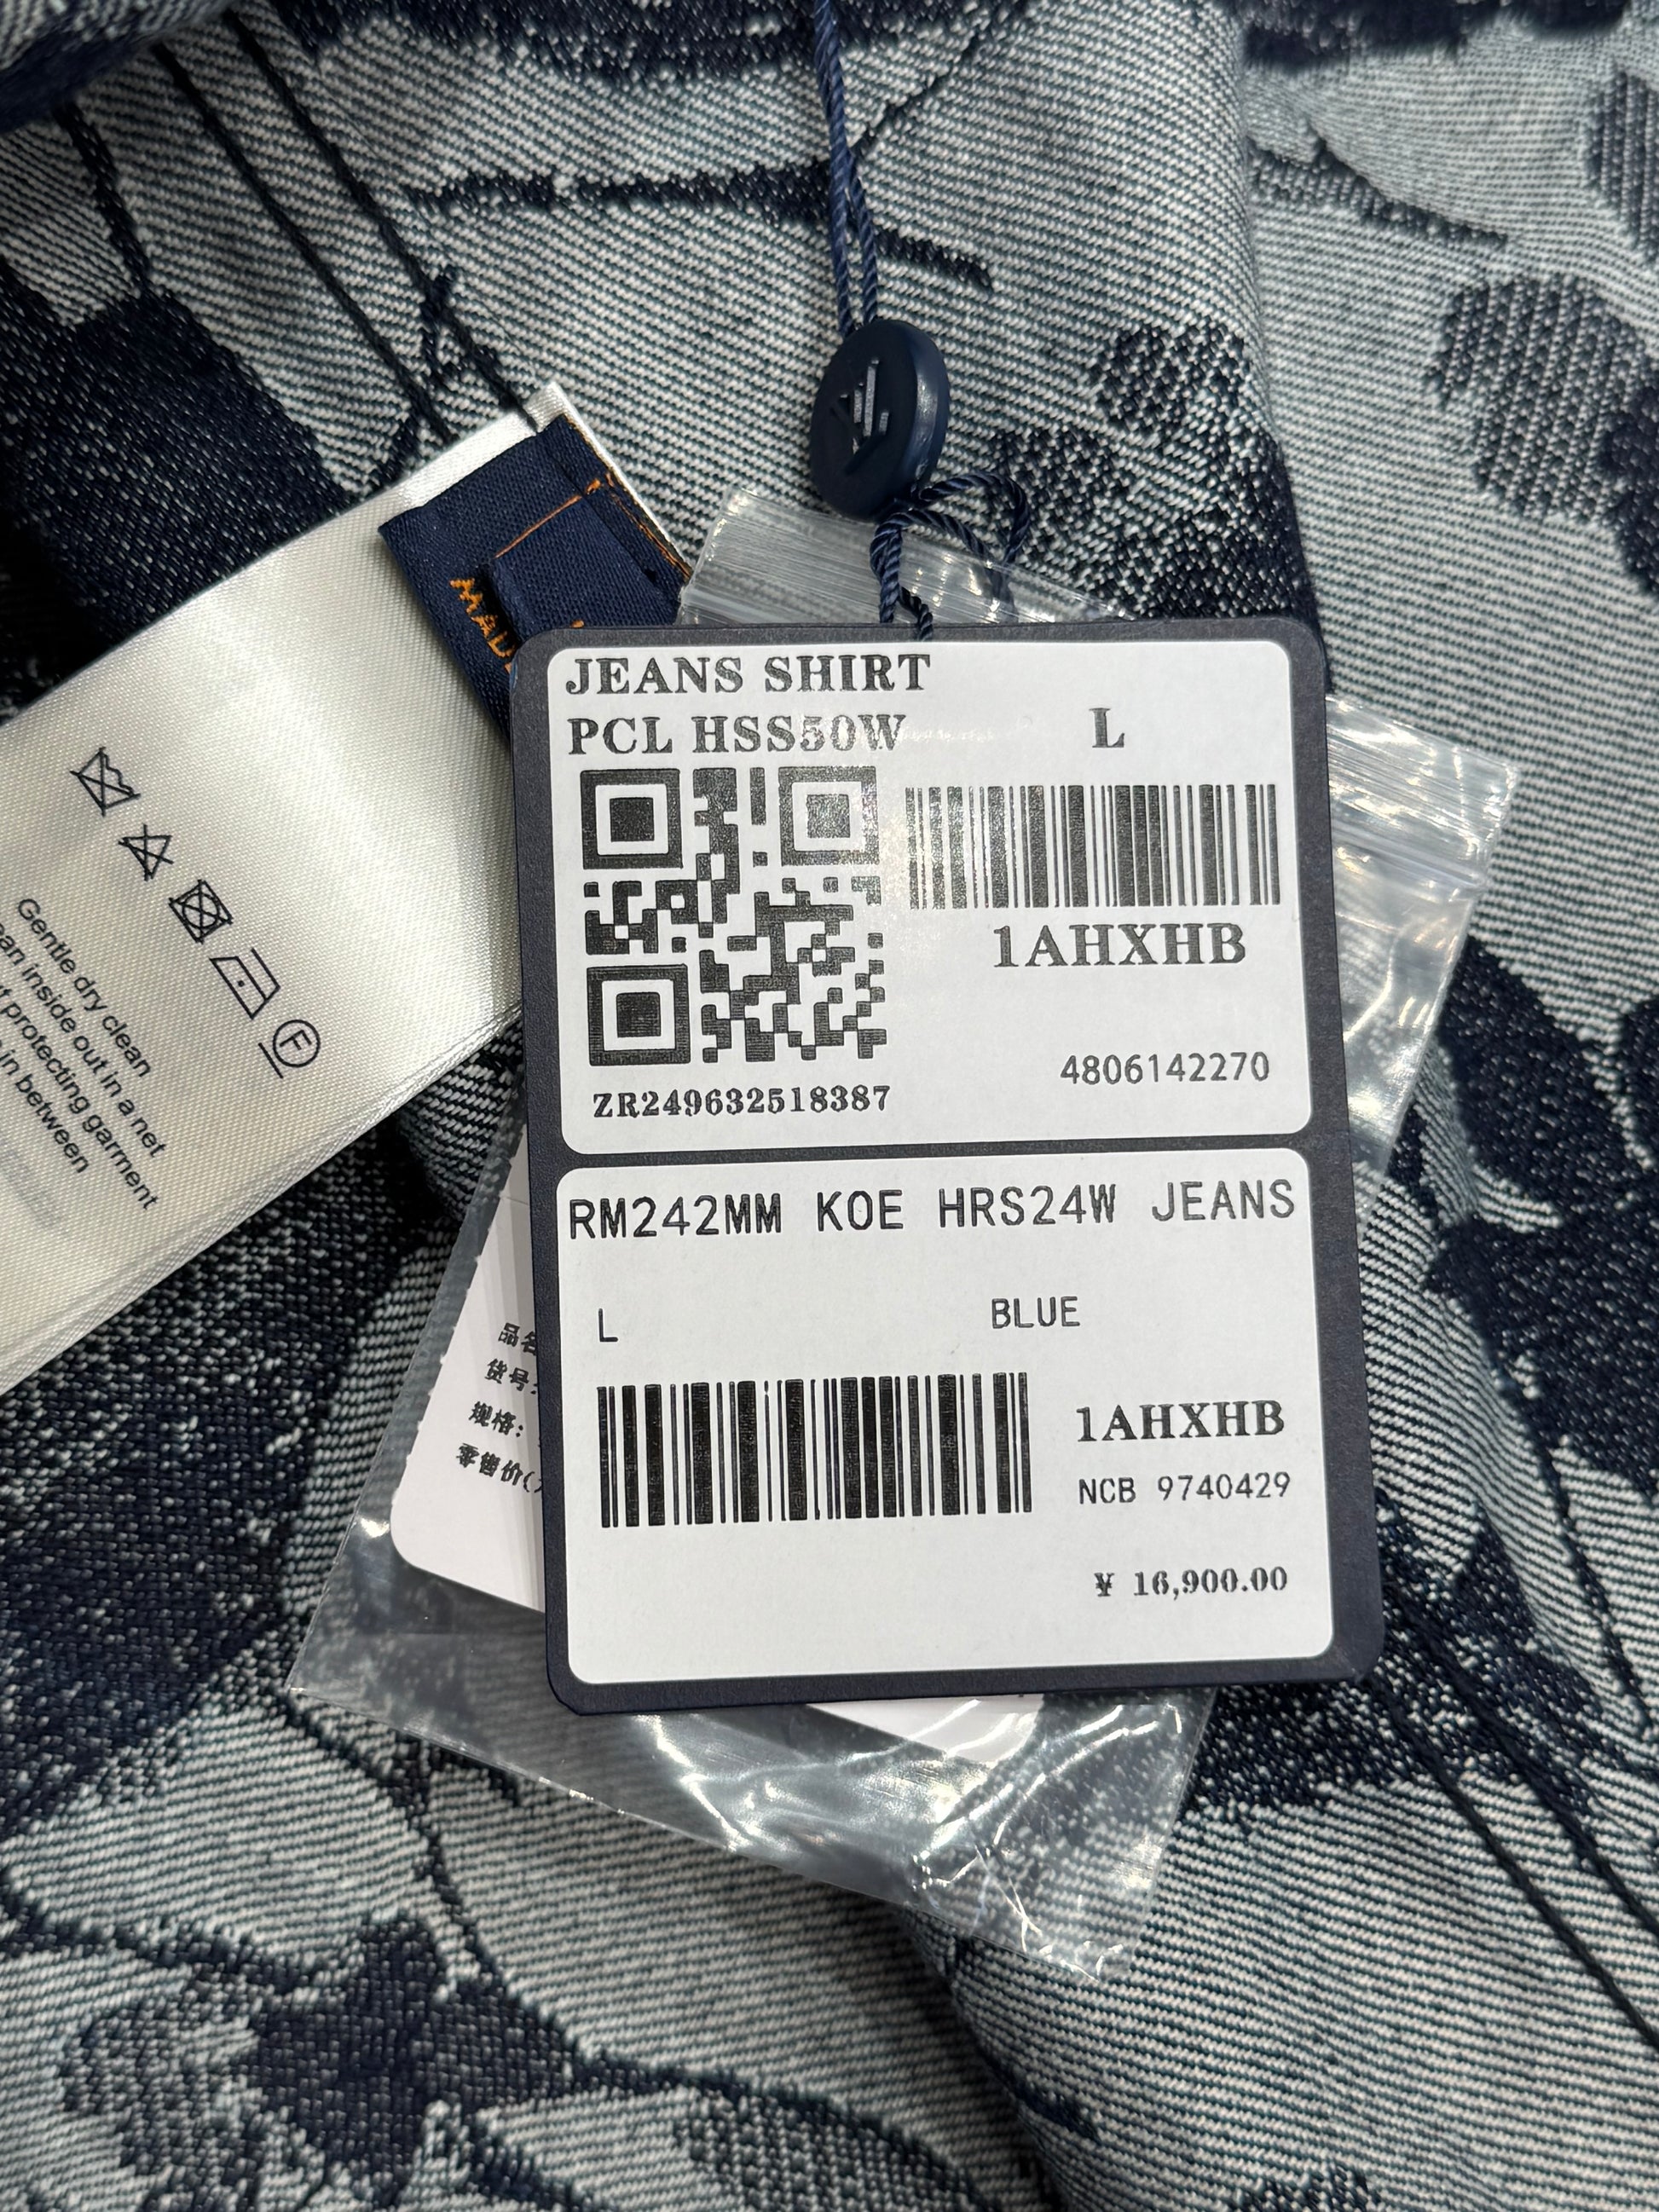 LV
MADE
Gentle dry clean
inside out in a net
protecting garment
in between
F
JEANS SHIRT
PCL HSS50W
L
1AHXHB
4806142270
ZR249632518387
RM242MM KOE HRS24W JEANS
L
BLUE
1AHXHB
NCB 9740429
¥ 16,900.00
品名
货号:
规格:
零售价(